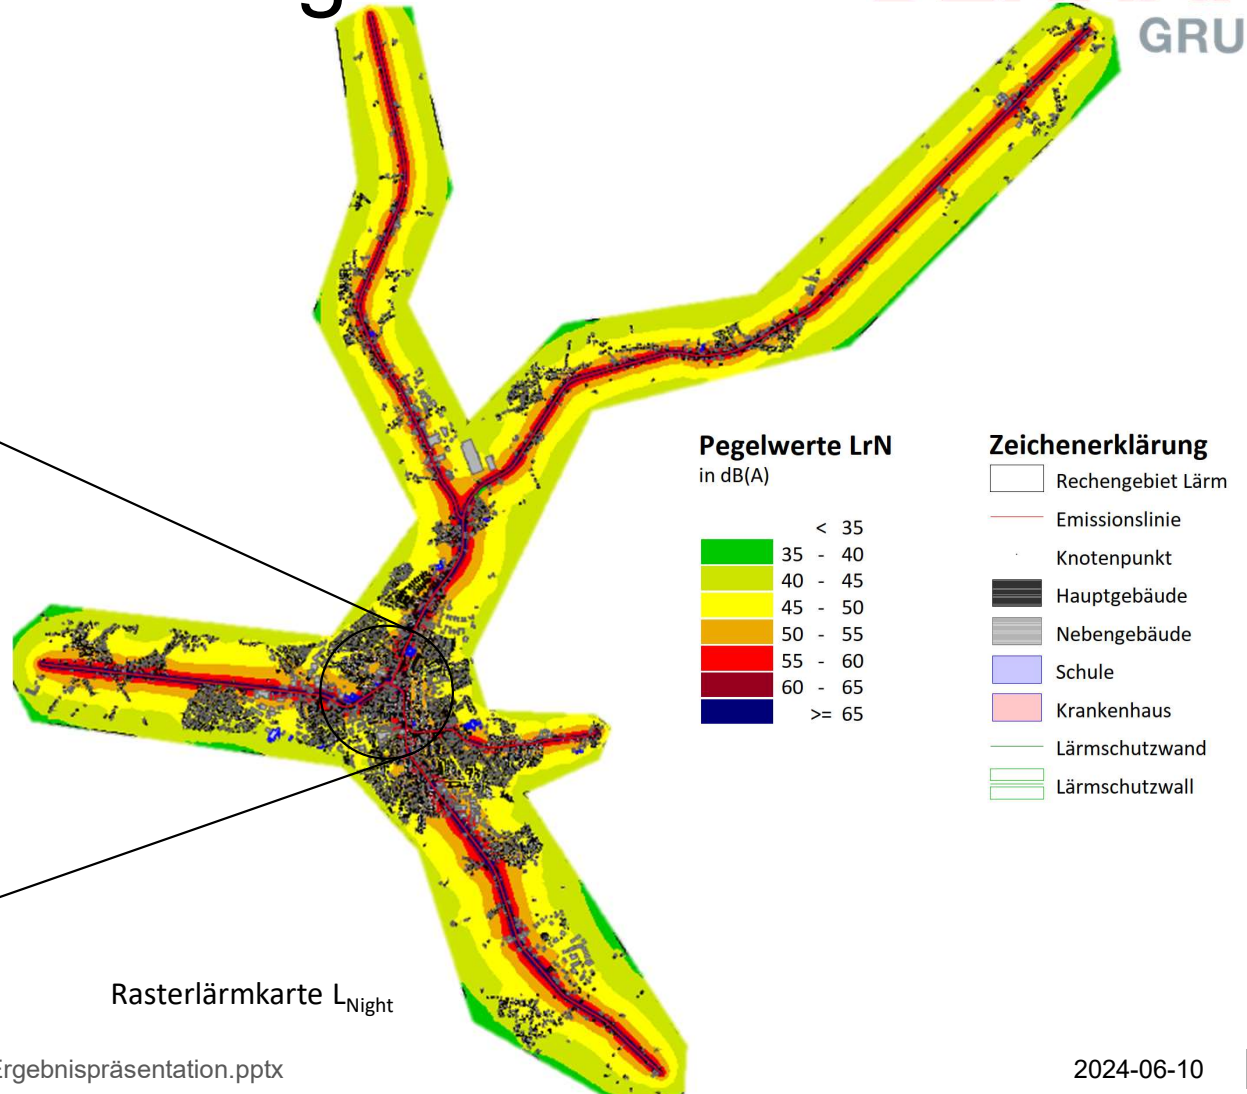 g
GRU
Pegelwerte LrN
in dB(A)
< 35
35 - 40
40 - 45
45 - 50
50 - 55
55 - 60
60 - 65
>= 65
Zeichenerklärung
Rechengebiet Lärm
Emissionslinie
Knotenpunkt
Hauptgebäude
Nebengebäude
Schule
Krankenhaus
Lärmschutzwand
Lärmschutzwall
Rasterlärmkarte LNight
Ergebnispräsentation.pptx
2024-06-10